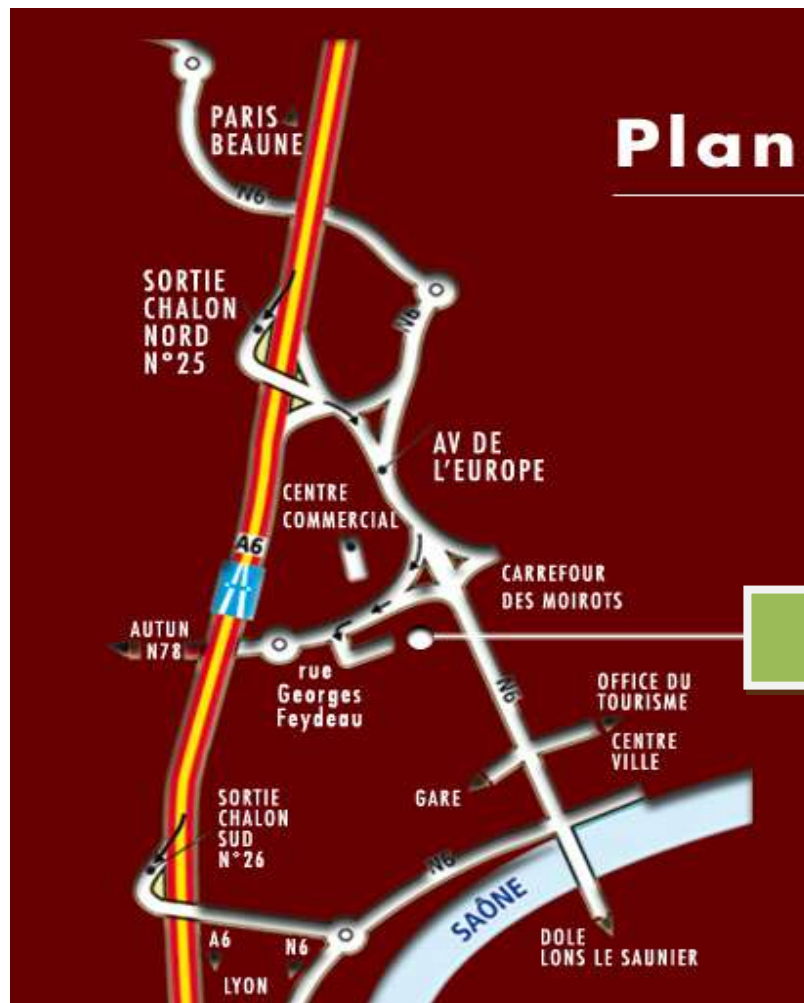 Plan
PARIS
BEAUNE
N6
SORTIE
CHALON
NORD
N°25
N6
AV DE
L'EUROPE
CENTRE
COMMERCIAL
A6
CARREFOUR
DES MOIROTS
AUTUN
N78
rue
Georges
Feydeau
N6
OFFICE DU
TOURISME
CENTRE
VILLE
GARE
SORTIE
CHALON
SUD
N°26
N6
SAÔNE
A6
N6
LYON
DOLE
LONS LE SAUNIER